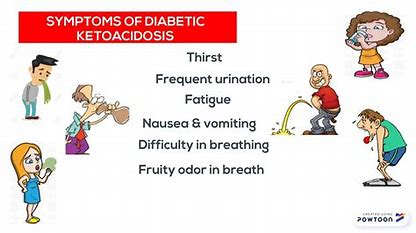 SYMPTOMS OF DIABETIC
KETOACIDOSIS
Thirst
Frequent urination
Fatigue
Nausea & vomiting
Difficulty in breathing
Fruity odor in breath
CREATED USING
POWTOON